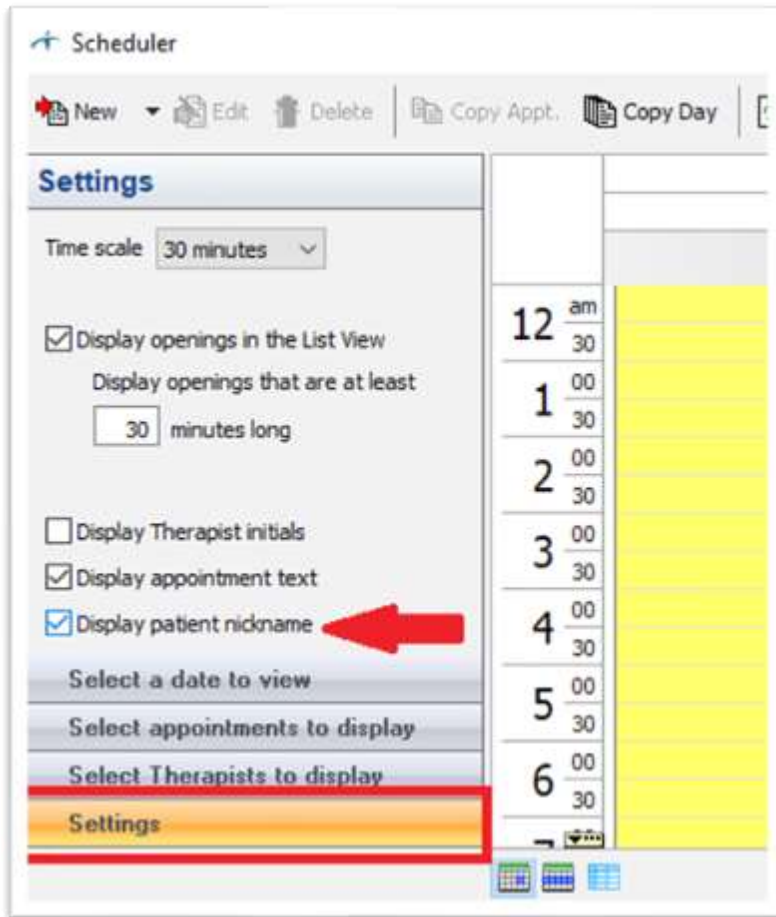 Scheduler
New Edit Delete Copy Appt. Copy Day
Settings
Time scale 30 minutes
Display openings in the List View
Display openings that are at least
30 minutes long
Display Therapist initials
Display appointment text
Display patient nickname
Select a date to view
Select appointments to display
Select Therapists to display
Settings
12 am
30
1 00
30
2 00
30
3 00
30
4 00
30
5 00
30
6 00
30